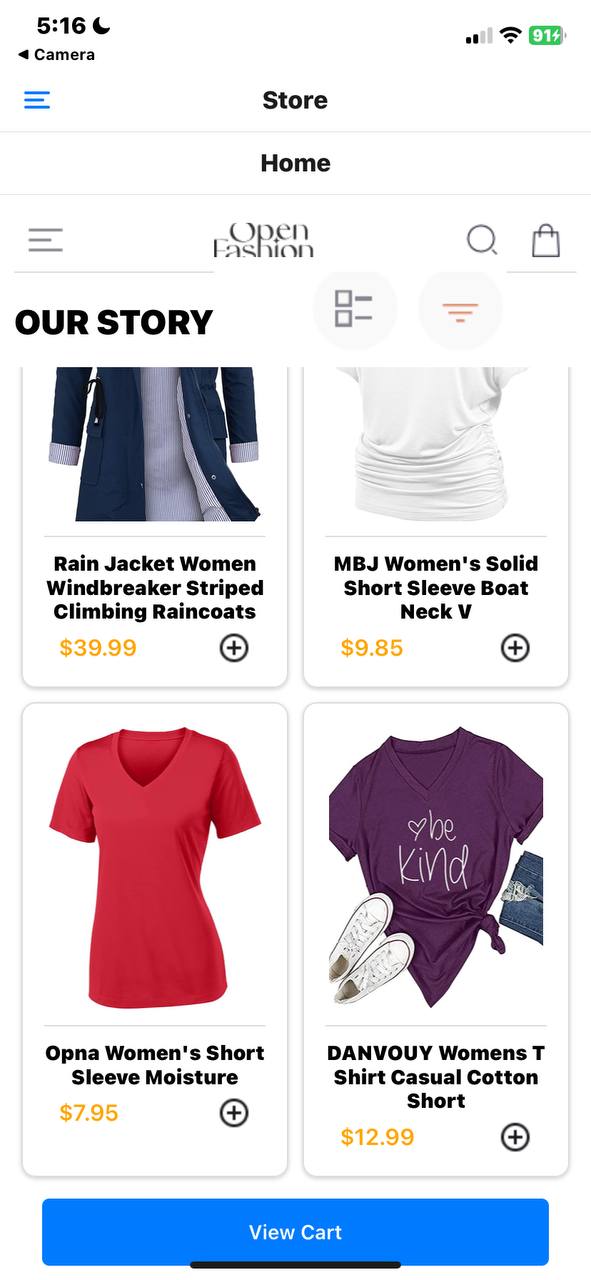 5:16
◀ Camera
91
Store
Home
Open
Fashion
OUR STORY
Rain Jacket Women
Windbreaker Striped
Climbing Raincoats
$39.99
MBJ Women's Solid
Short Sleeve Boat
Neck V
$9.85
be
kind
Opna Women's Short
Sleeve Moisture
$7.95
DANVOUY Womens T
Shirt Casual Cotton
Short
$12.99
View Cart